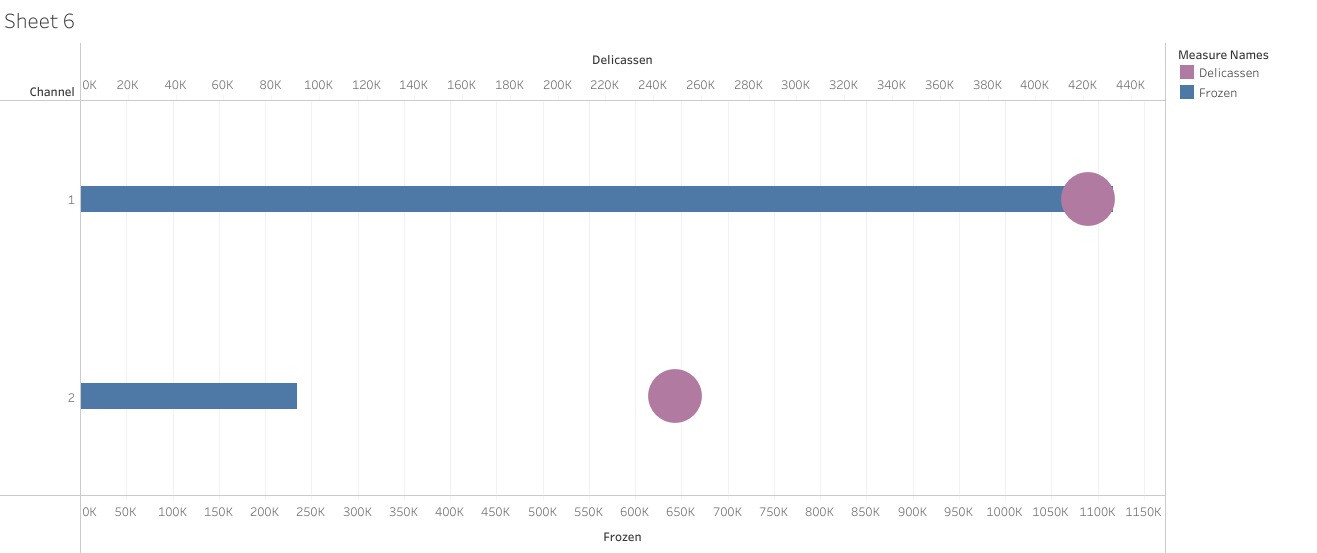 Sheet 6
Delicassen
Measure Names
Delicassen
Frozen
Channel
0K 20K 40K 60K 80K 100K 120K 140K 160K 180K 200K 220K 240K 260K 280K 300K 320K 340K 360K 380K 400K 420K 440K
1
2
0K 50K 100K 150K 200K 250K 300K 350K 400K 450K 500K 550K 600K 650K 700K 750K 800K 850K 900K 950K 1000K 1050K 1100K 1150K
Frozen